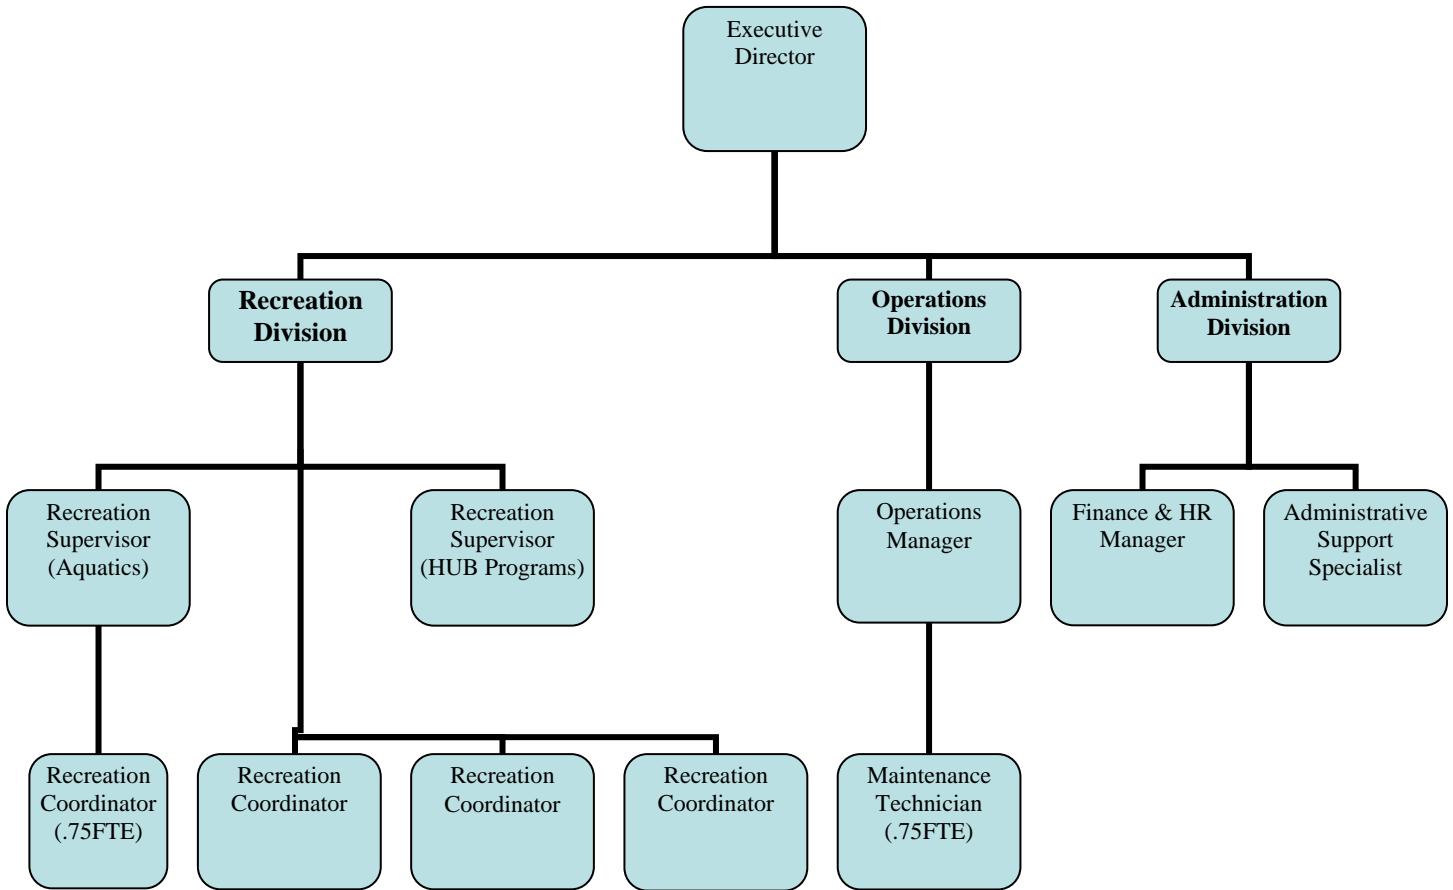 Executive
Director
Recreation
Division
Operations
Division
Administration
Division
Recreation
Supervisor
(Aquatics)
Recreation
Supervisor
(HUB Programs)
Operations
Manager
Finance & HR
Manager
Administrative
Support
Specialist
Recreation
Coordinator
(.75FTE)
Recreation
Coordinator
Recreation
Coordinator
Recreation
Coordinator
Maintenance
Technician
(.75FTE)